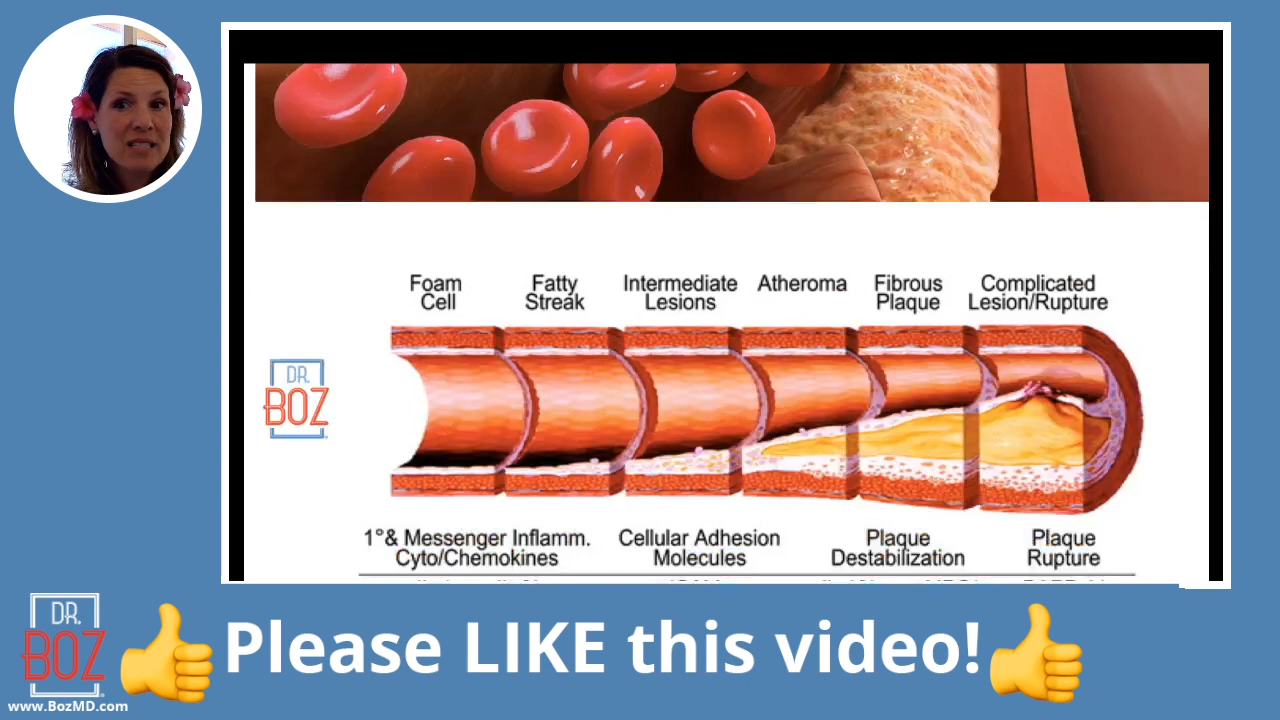 Foam
Cell
Fatty
Streak
Intermediate
Lesions
Atheroma
Fibrous
Plaque
Complicated
Lesion/Rupture
DR.
BOZ
1°& Messenger Inflamm.
Cyto/Chemokines
Cellular Adhesion
Molecules
Plaque
Destabilization
Plaque
Rupture
DR.
BOZ
Please LIKE this video!
www.BozMD.com